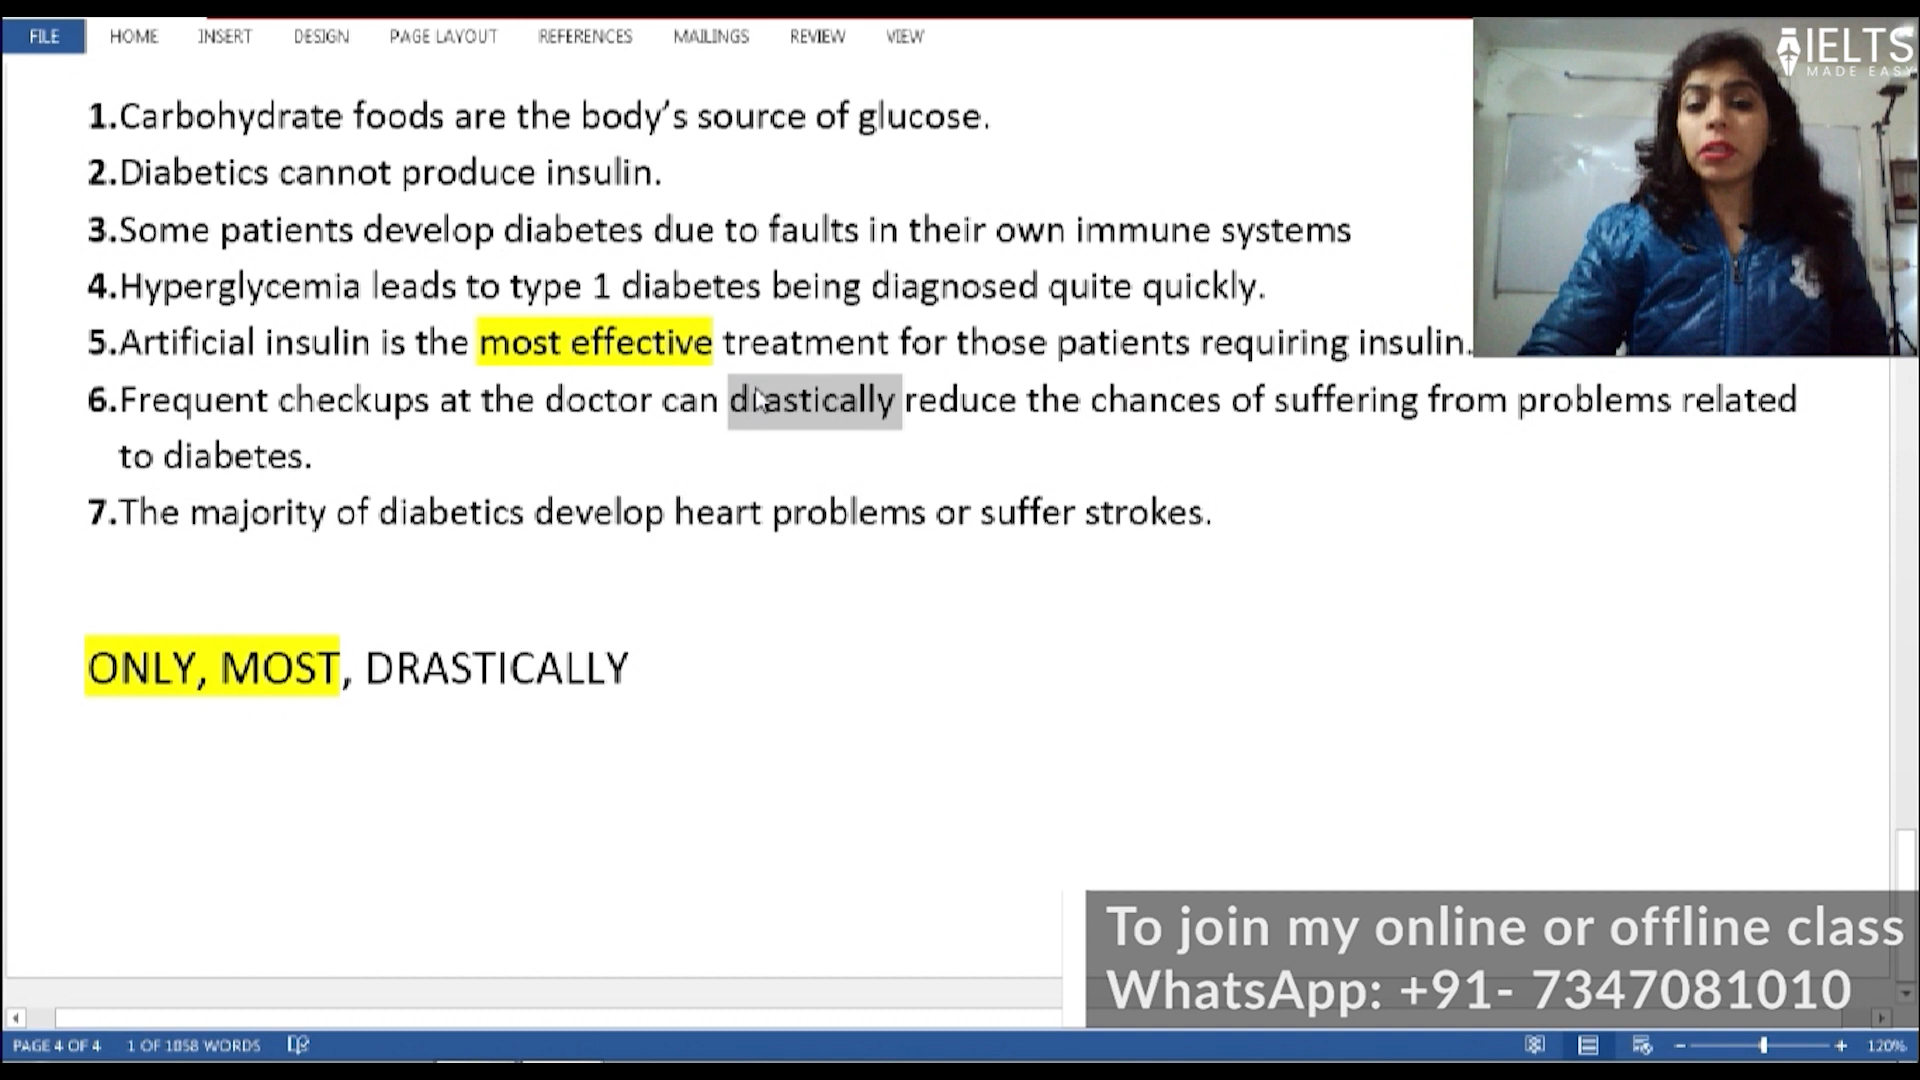 FILE HOME INSERT DESIGN PAGE LAYOUT REFERENCES MAILINGS REVIEW VIEW
IELTS
MADE EASY
1.Carbohydrate foods are the body's source of glucose.
2.Diabetics cannot produce insulin.
3.Some patients develop diabetes due to faults in their own immune systems
4.Hyperglycemia leads to type 1 diabetes being diagnosed quite quickly.
5.Artificial insulin is the most effective treatment for those patients requiring insulin.
6.Frequent checkups at the doctor can drastically reduce the chances of suffering from problems related
to diabetes.
7.The majority of diabetics develop heart problems or suffer strokes.
ONLY, MOST, DRASTICALLY
To join my online or offline class
WhatsApp: +91- 7347081010
PAGE 4 OF 4 1 OF 1058 WORDS 120%